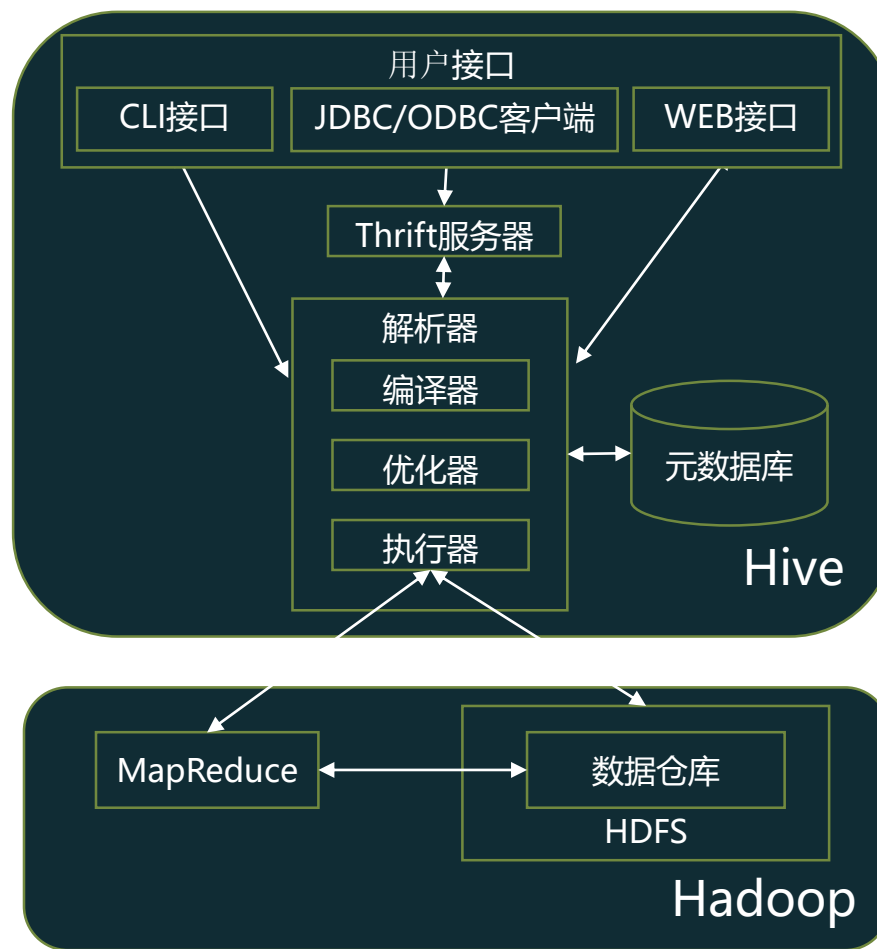 用户接口
CLI接口
JDBC/ODBC客户端
WEB接口
Thrift服务器
解析器
编译器
优化器
执行器
元数据库
Hive
MapReduce
数据仓库
HDFS
Hadoop